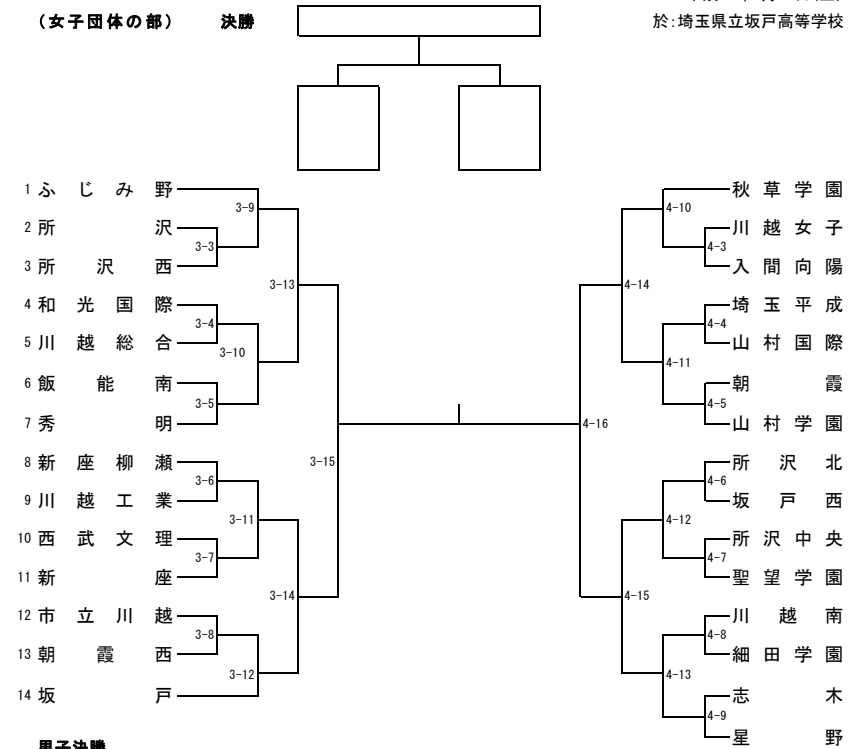 (女子団体の部) 決勝
於:埼玉県立坂戸高等学校
1 ふじみ野 秋草学園
3-9 4-10
2 所沢 川越女子
3-3 4-3
3 所沢西 入間向陽
3-13 4-14
4 和光国際 埼玉平成
3-4 4-4
5 川越総合 山村国際
3-10 4-11
6 飯能南 朝霞
3-5 4-5
7 秀明 山村学園
4-16
8 新座柳瀬 所沢北
3-15
3-6 4-6
9 川越工業 坂戸西
3-11 4-12
10 西武文理 所沢中央
3-7 4-7
11 新座 聖望学園
3-14 4-15
12 市立川越 川越南
3-8 4-8
13 朝霞西 細田学園
3-12 4-13
14 坂戸 志木
4-9
星野
男子決勝